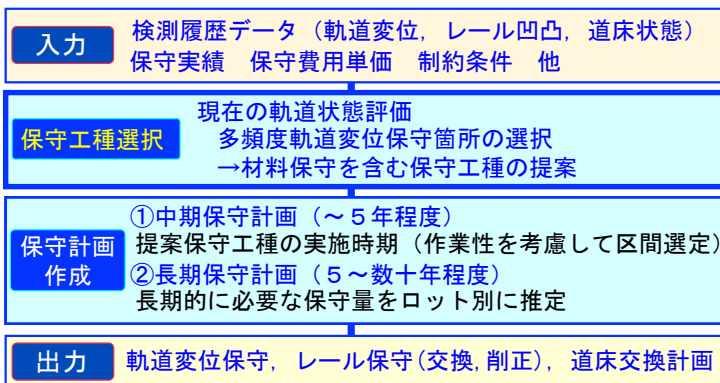 入力
検測履歴データ（軌道変位，レール凹凸，道床状態）
保守実績　保守費用単価　制約条件　他
保守工種選択
現在の軌道状態評価
多頻度軌道変位保守箇所の選択
→材料保守を含む保守工種の提案
保守計画
作成
①中期保守計画（～５年程度）
提案保守工種の実施時期（作業性を考慮して区間選定）
②長期保守計画（５～数十年程度）
長期的に必要な保守量をロット別に推定
出力
軌道変位保守，レール保守(交換,削正)，道床交換計画